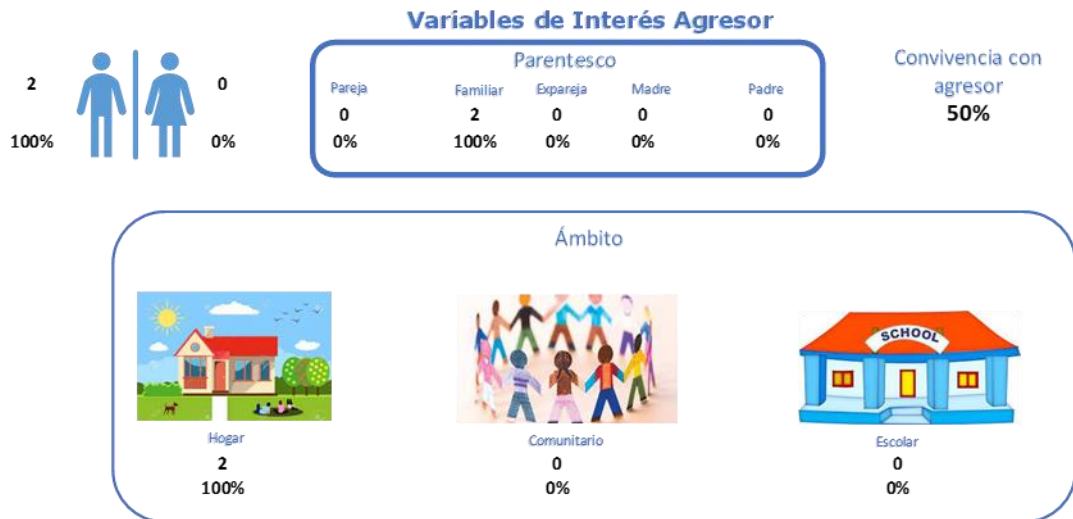 Variables de Interés Agresor
2
100%
0
0%
Parentesco
Pareja
0
0%
Familiar
2
100%
Expareja
0
0%
Madre
0
0%
Padre
0
0%
Convivencia con
agresor
50%
Ámbito
SCHOOL
Hogar
2
100%
Comunitario
0
0%
Escolar
0
0%